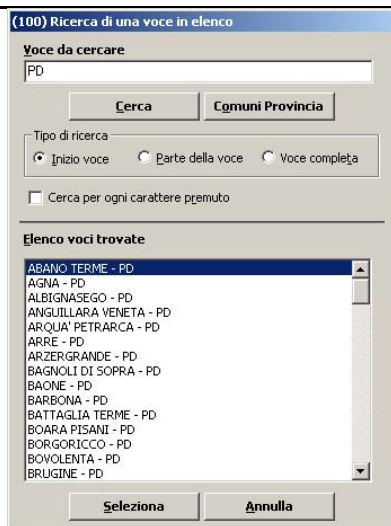 (100) Ricerca di una voce in elenco
Voce da cercare
PD
Cerca Comuni Provincia
Tipo di ricerca
Inizio voce Parte della voce Voce completa
Cerca per ogni carattere premuto
Elenco voci trovate
ABANO TERME - PD
AGNA - PD
ALBIGNASEGO - PD
ANGUILLARA VENETA - PD
ARQUA' PETRARCA - PD
ARRE - PD
ARZERGRANDE - PD
BAGNOLI DI SOPRA - PD
BAONE - PD
BARBONA - PD
BATTAGLIA TERME - PD
BOARA PISANI - PD
BORGORICCO - PD
BOVOLENTA - PD
BRUGINE - PD
Seleziona Annulla